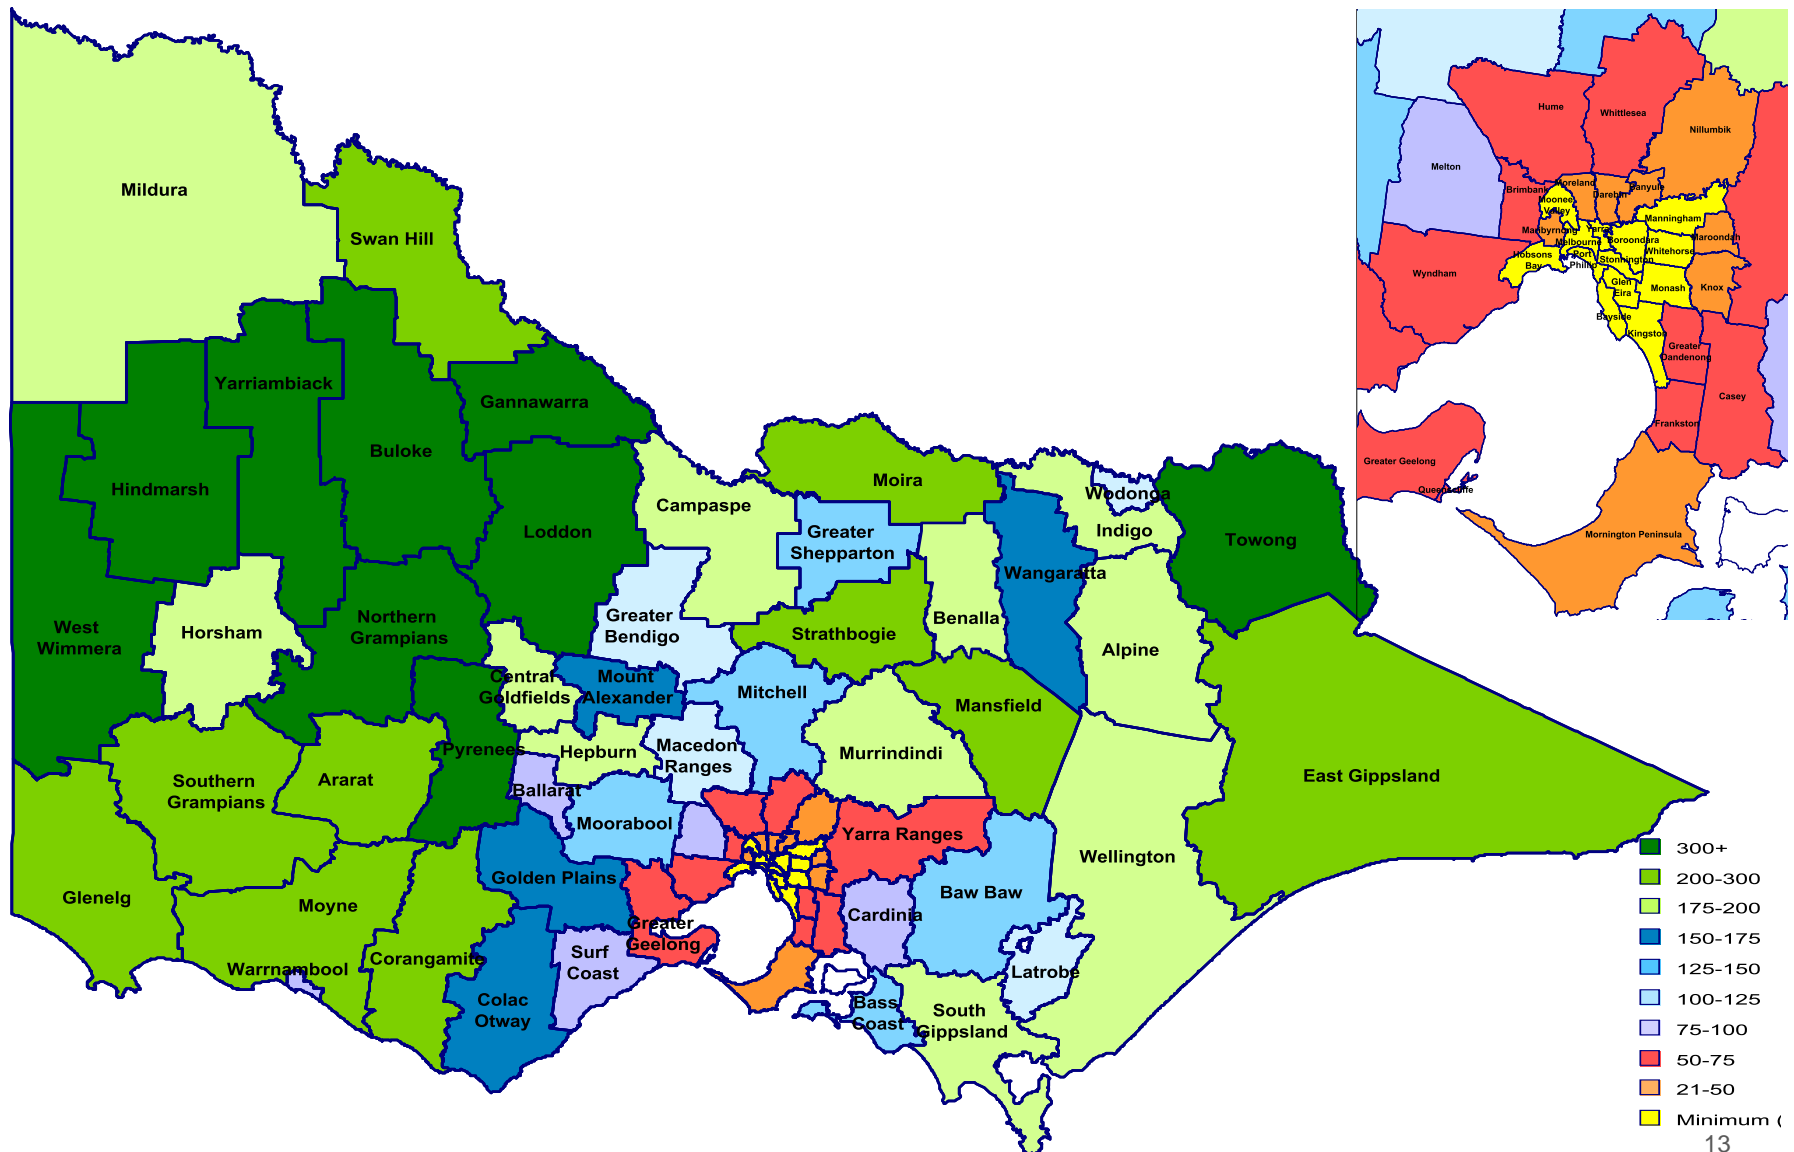 Mildura
Swan Hill
Yarriambiack
Gannawarra
Buloke
Hindmarsh
Loddon
Campaspe
Moira
Greater
Shepparton
Wodonga
Indigo
Towong
Wangaratta
Benalla
Strathbogie
Alpine
West
Wimmera
Horsham
Northern
Grampians
Greater
Bendigo
Central
Goldfields
Mount
Alexander
Mitchell
Mansfield
Pyrenees
Hepburn
Macedon
Ranges
Murrindindi
East Gippsland
Southern
Grampians
Ararat
Ballarat
Moorabool
Yarra Ranges
Wellington
Golden Plains
Baw Baw
Glenelg
Moyne
Greater
Geelong
Cardinia
Warrnambool
Corangamite
Surf
Coast
Latrobe
Colac
Otway
Bass
Coast
South
Gippsland
Hume
Whittlesea
Nillumbik
Melton
Brimbank
Moreland
Darebin
Banyule
Moonee
Valley
Manningham
Maribyrnong
Yarra
Melbourne
Boroondara
Maroondah
Whitehorse
Hobsons
Bay
Port
Phillip
Stonnington
Wyndham
Glen
Eira
Monash
Knox
Bayside
Kingston
Greater
Dandenong
Casey
Frankston
Greater Geelong
Queenscliffe
Mornington Peninsula
300+
200-300
175-200
150-175
125-150
100-125
75-100
50-75
21-50
Minimum (
13